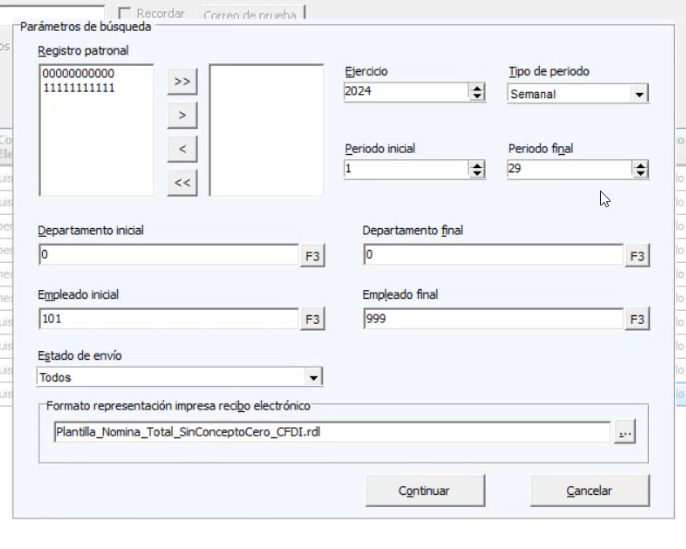 Recordar
Correo de prueba
Parámetros de búsqueda
Registro patronal
00000000000
11111111111
>>
>
<
<<
Ejercicio
2024
Tipo de periodo
Semanal
Periodo inicial
1
Periodo final
29
Departamento inicial
0
F3
Departamento final
0
F3
Empleado inicial
101
F3
Empleado final
999
F3
Estado de envío
Todos
Formato representación impresa recibo electrónico
Plantilla_Nomina_Total_SinConceptoCero_CFDI.rdl
...
Continuar
Cancelar